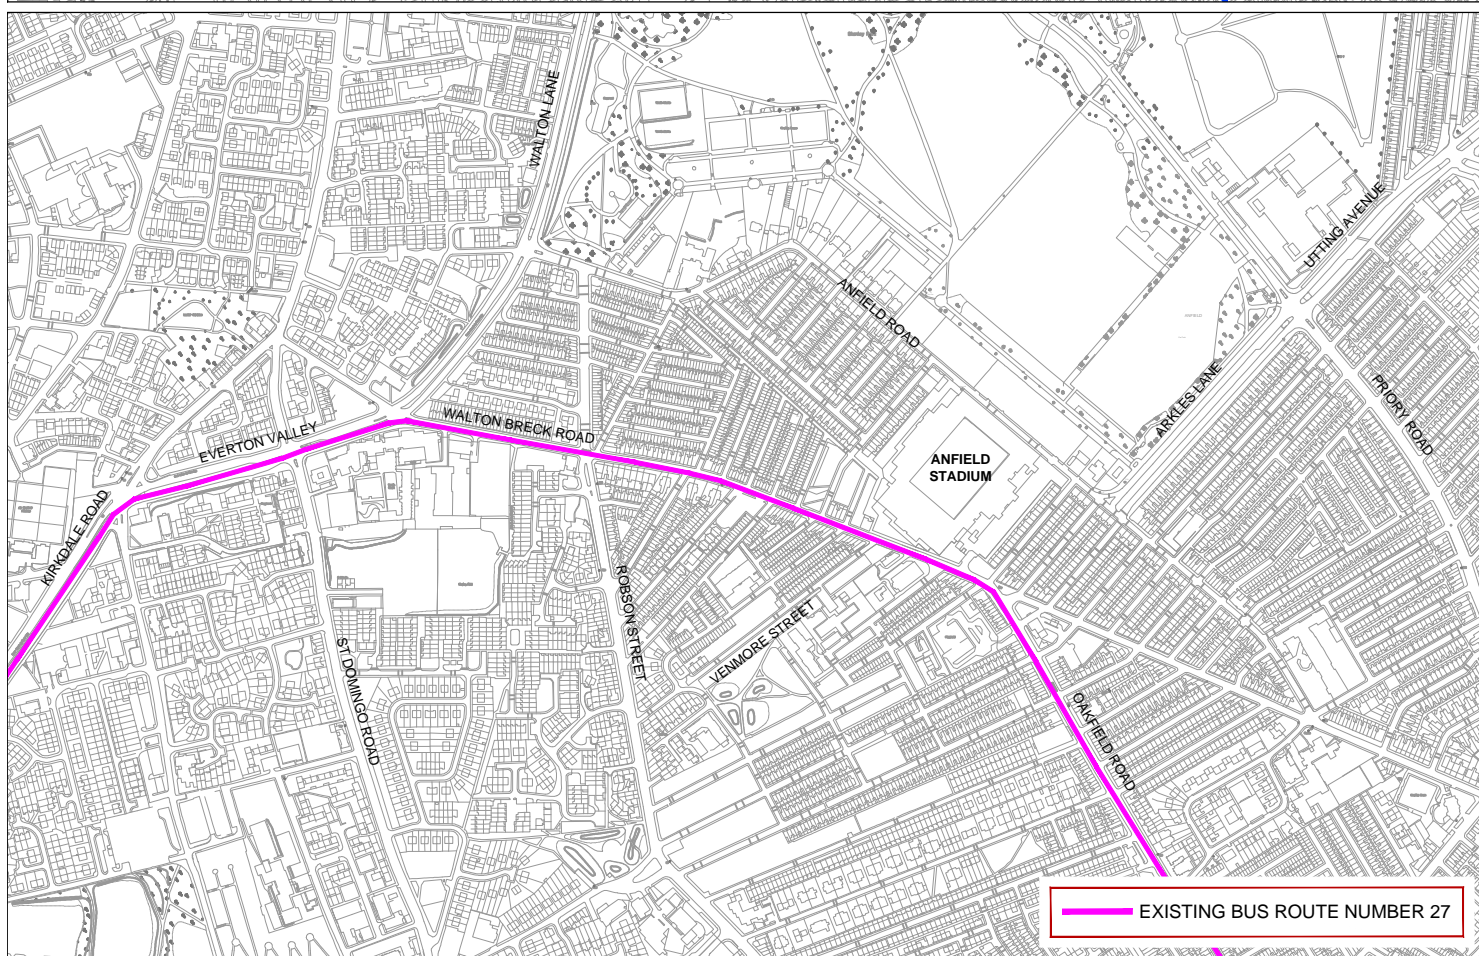 WALTON LANE
UTTING AVENUE
ANFIELD ROAD
ARKLES LANE
PRIORY ROAD
WALTON BRECK ROAD
EVERTON VALLEY
ANFIELD
STADIUM
KIRKDALE ROAD
ROBSON STREET
VENMORE STREET
ST DOMINGO ROAD
OAKFIELD ROAD
EXISTING BUS ROUTE NUMBER 27